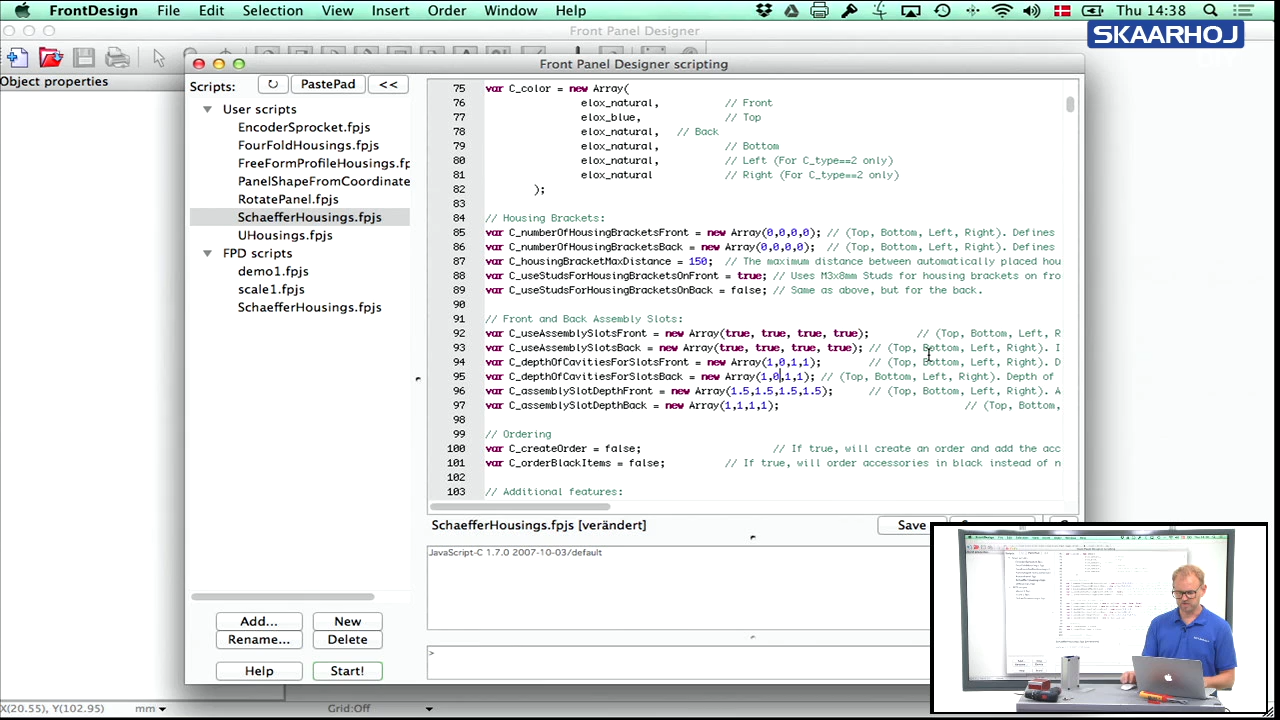 FrontDesign File Edit Selection View Insert Order Window Help Thu 14:38
SKAARHOJ
Front Panel Designer
Object properties
Front Panel Designer scripting
Scripts: PastePad <<
User scripts
EncoderSprocket.fpjs
FourFoldHousings.fpjs
FreeFormProfileHousings.fp
PanelShapeFromCoordinate
RotatePanel.fpjs
SchaefferHousings.fpjs
UHousings.fpjs
FPD scripts
demo1.fpjs
scale1.fpjs
SchaefferHousings.fpjs
75 var C_color = new Array(
76 elox_natural, // Front
77 elox_blue, // Top
78 elox_natural, // Back
79 elox_natural, // Bottom
80 elox_natural, // Left (For C_type==2 only)
81 elox_natural // Right (For C_type==2 only)
82 );
83
84 // Housing Brackets:
85 var C_numberOfHousingBracketsFront = new Array(0,0,0,0); // (Top, Bottom, Left, Right). Defines
86 var C_numberOfHousingBracketsBack = new Array(0,0,0,0); // (Top, Bottom, Left, Right). Defines
87 var C_housingBracketMaxDistance = 150; // The maximum distance between automatically placed hou
88 var C_useStudsForHousingBracketsOnFront = true; // Uses M3x8mm Studs for housing brackets on fro
89 var C_useStudsForHousingBracketsOnBack = false; // Same as above, but for the back.
90
91 // Front and Back Assembly Slots:
92 var C_useAssemblySlotsFront = new Array(true, true, true, true); // (Top, Bottom, Left, R
93 var C_useAssemblySlotsBack = new Array(true, true, true, true); // (Top, Bottom, Left, Right). I
94 var C_depthOfCavitiesForSlotsFront = new Array(1,0,1,1); // (Top, Bottom, Left, Right). D
95 var C_depthOfCavitiesForSlotsBack = new Array(1,0,1,1); // (Top, Bottom, Left, Right). Depth of
96 var C_assemblySlotDepthFront = new Array(1.5,1.5,1.5,1.5); // (Top, Bottom, Left, Right). A
97 var C_assemblySlotDepthBack = new Array(1,1,1,1); // (Top, Bottom,
98
99 // Ordering
100 var C_createOrder = false; // If true, will create an order and add the acc
101 var C_orderBlackItems = false; // If true, will order accessories in black instead of n
102
103 // Additional features:
SchaefferHousings.fpjs [verändert] Save
JavaScript-C 1.7.0 2007-10-03/default
Add... New
Rename... Delete
Help Start!
>
X(20.55), Y(102.95) mm Grid:Off